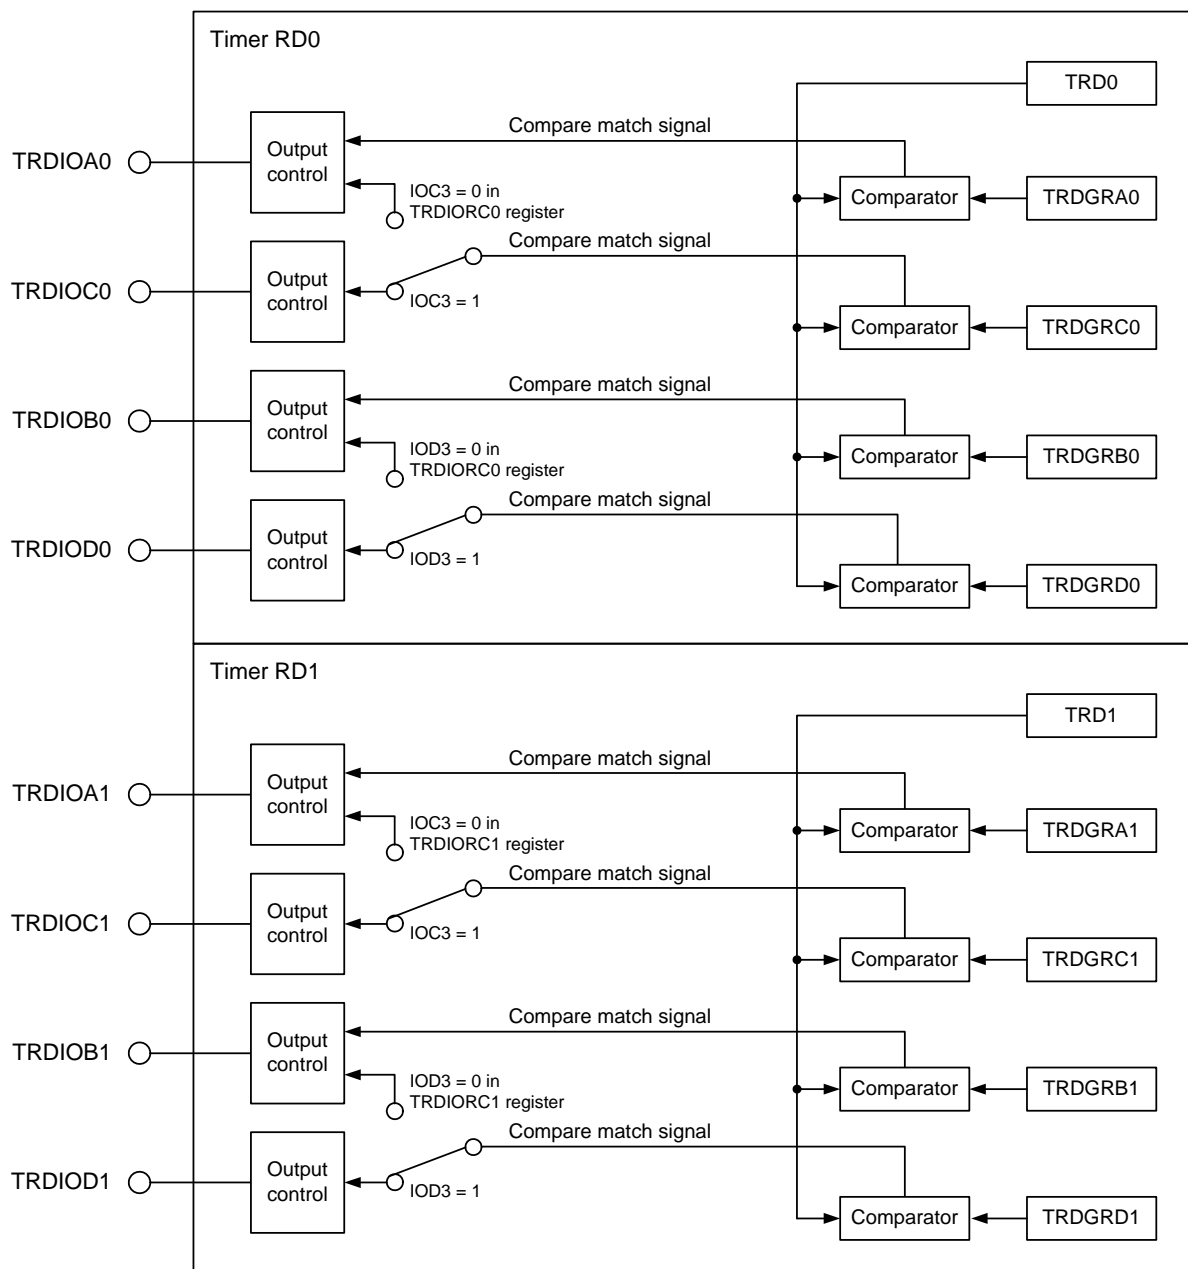 Timer RD0
TRD0
Compare match signal
TRDIOA0
Output
control
IOC3 = 0 in
TRDIORC0 register
Comparator
TRDGRA0
Compare match signal
TRDIOC0
Output
control
IOC3 = 1
Comparator
TRDGRC0
Compare match signal
TRDIOB0
Output
control
IOD3 = 0 in
TRDIORC0 register
Comparator
TRDGRB0
Compare match signal
TRDIOD0
Output
control
IOD3 = 1
Comparator
TRDGRD0
Timer RD1
TRD1
Compare match signal
TRDIOA1
Output
control
IOC3 = 0 in
TRDIORC1 register
Comparator
TRDGRA1
Compare match signal
TRDIOC1
Output
control
IOC3 = 1
Comparator
TRDGRC1
Compare match signal
TRDIOB1
Output
control
IOD3 = 0 in
TRDIORC1 register
Comparator
TRDGRB1
Compare match signal
TRDIOD1
Output
control
IOD3 = 1
Comparator
TRDGRD1